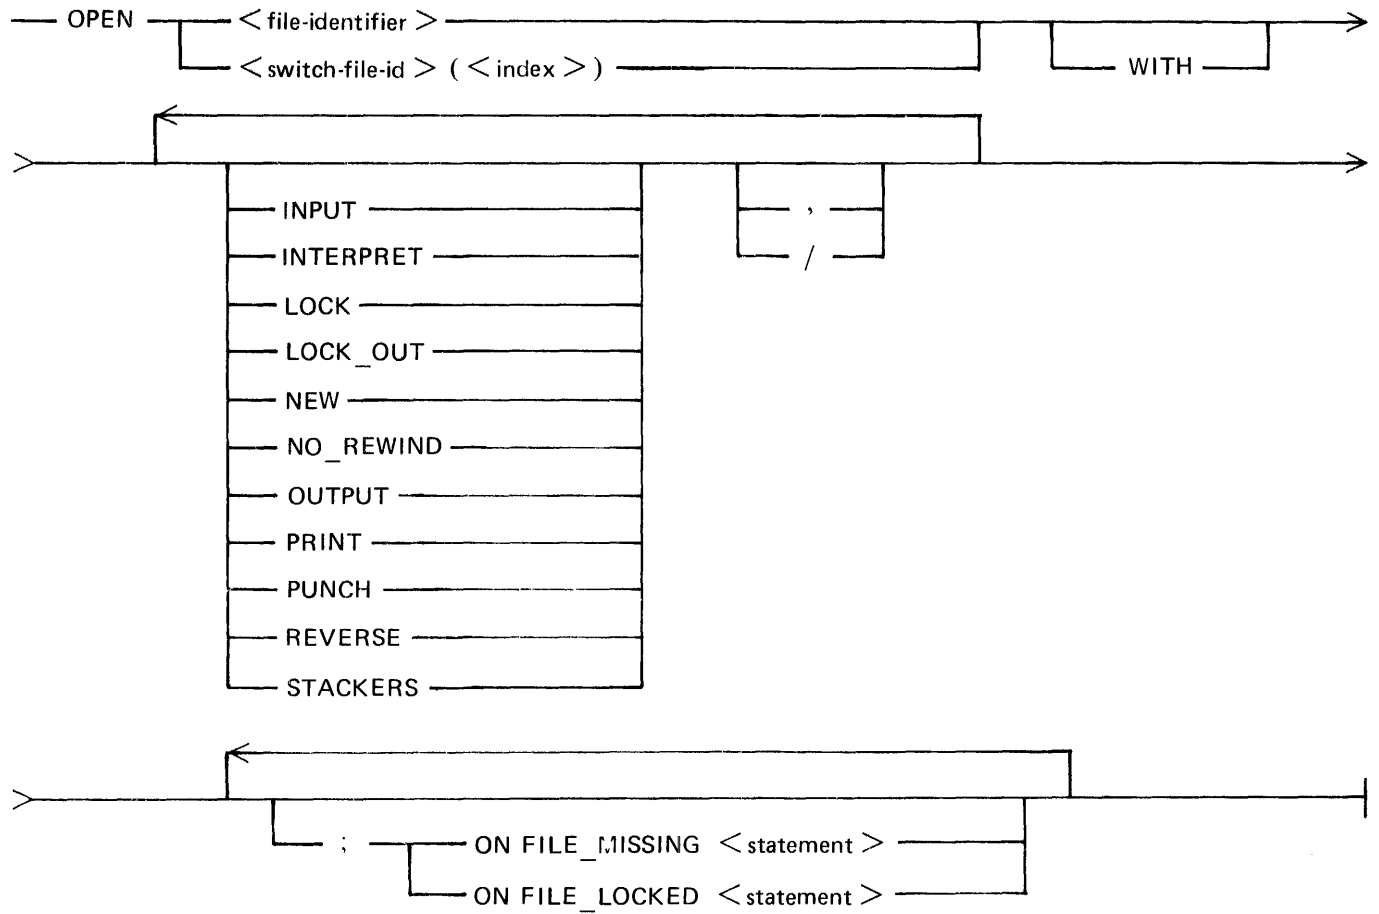 OPEN <file-identifier>
<switch-file-id> (<index>) WITH
INPUT ,
INTERPRET /
LOCK
LOCK_OUT
NEW
NO_REWIND
OUTPUT
PRINT
PUNCH
REVERSE
STACKERS
; ON FILE_MISSING <statement>
ON FILE_LOCKED <statement>